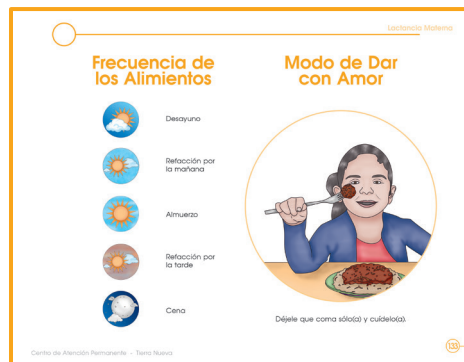 Lactancia Materna
Frecuencia de
los Alimientos
Desayuno
Refacción por
la mañana
Almuerzo
Refacción por
la tarde
Cena
Modo de Dar
con Amor
Déjele que coma sólo(a) y cuídelo(a).
Centro de Atención Permanente - Tierra Nueva
133